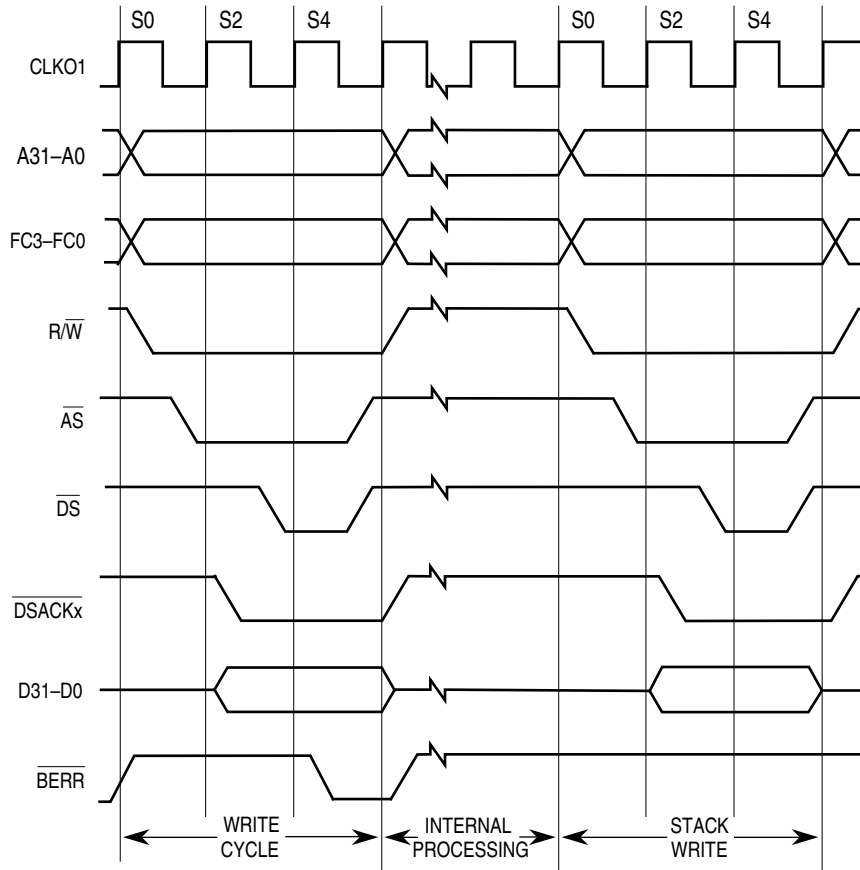 S0 S2 S4 S0 S2 S4
CLKO1
A31–A0
FC3–FC0
R/W
AS
DS
DSACKx
D31–D0
BERR
WRITE CYCLE
INTERNAL PROCESSING
STACK WRITE